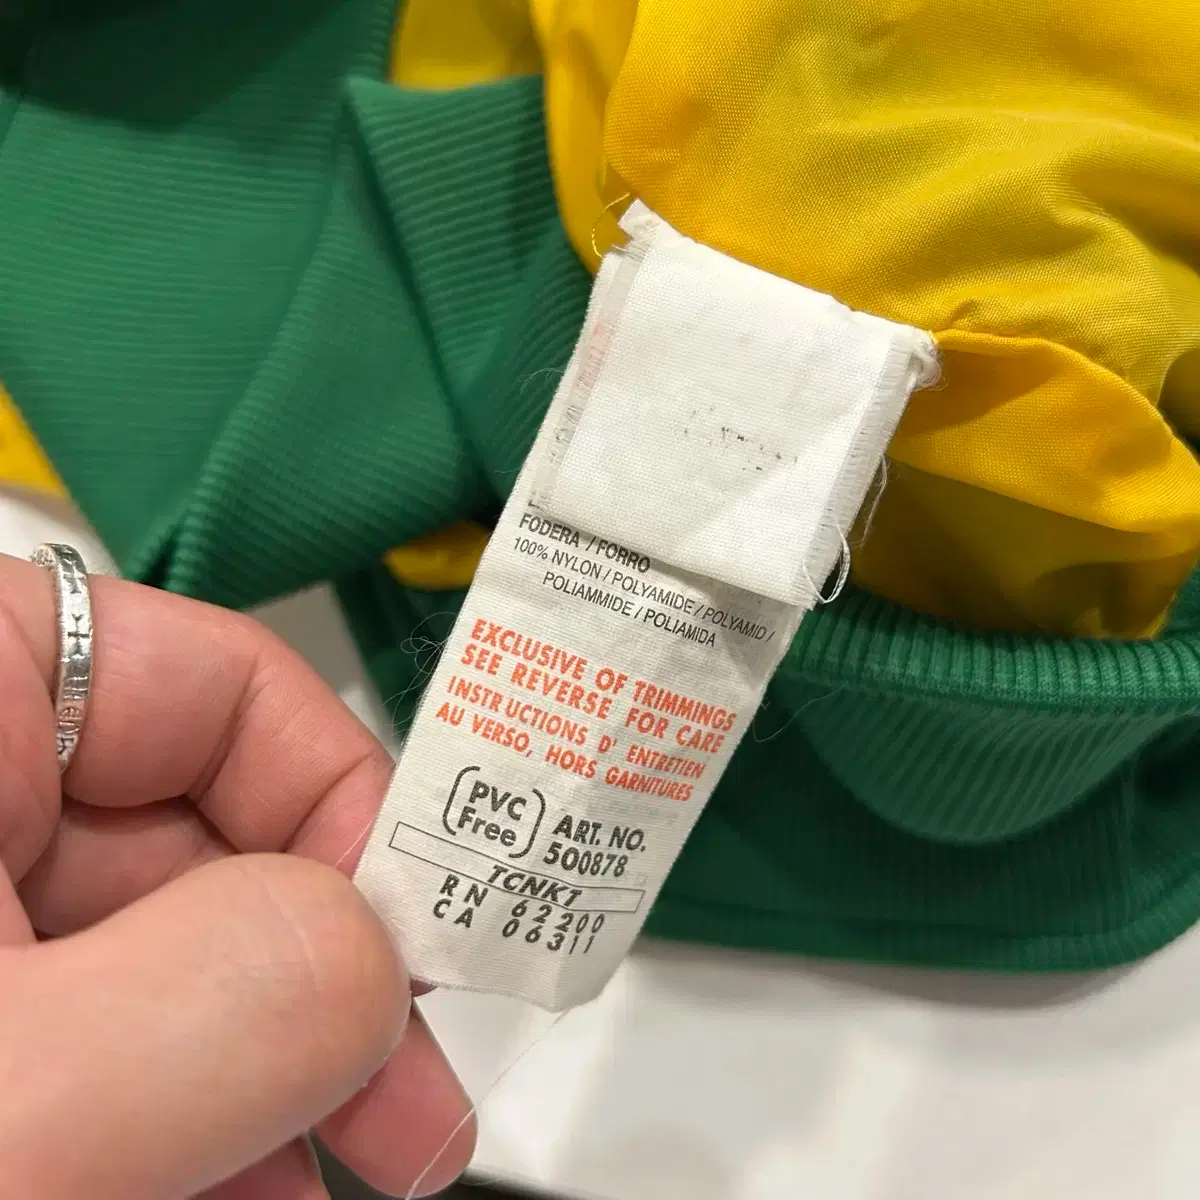 FODERA / FORRO
100% NYLON / POLYAMIDE / POLYAMID /
POLIAMMIDE / POLIAMIDA
EXCLUSIVE OF TRIMMINGS
SEE REVERSE FOR CARE
INSTRUCTIONS D' ENTRETIEN
AU VERSO, HORS GARNITURES
PVC
Free
ART. NO.
500878
TCNKT
RN 62200
CA 06311